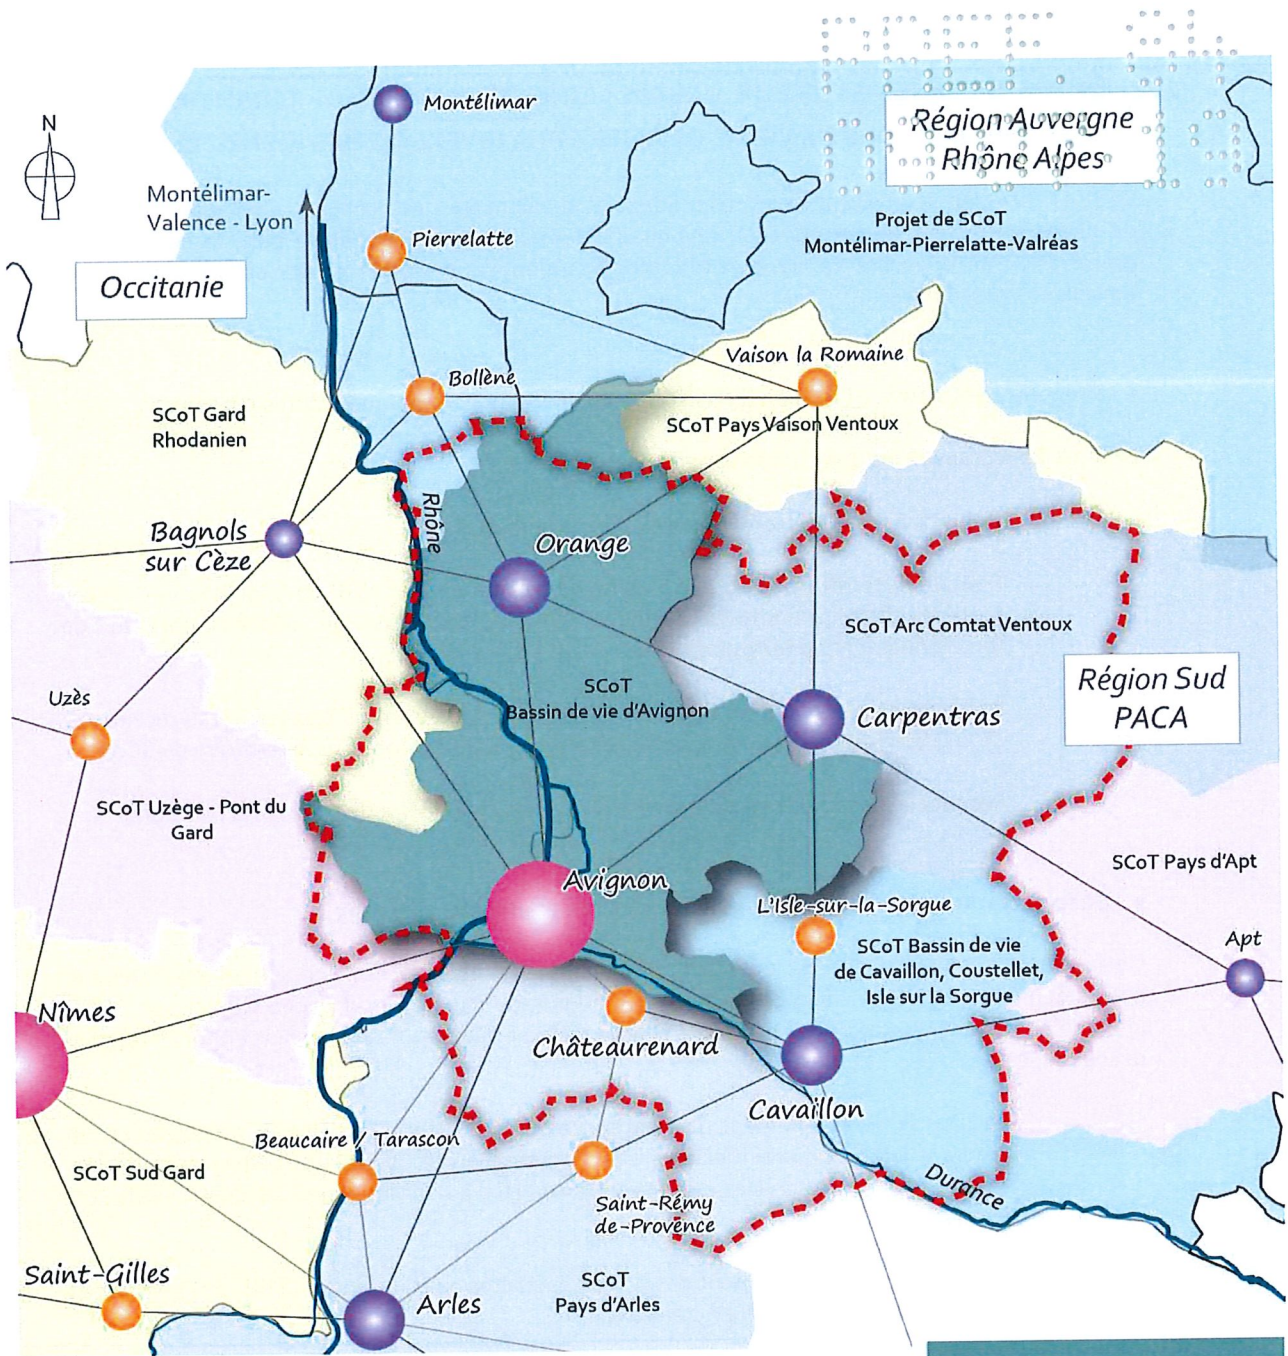 PREF. 84
Région Auvergne
Rhône Alpes
N
Montélimar
Montélimar-
Valence - Lyon
Pierrelatte
Projet de SCoT
Montélimar-Pierrelatte-Valréas
Occitanie
Vaison la Romaine
Bollène
SCoT Gard
Rhodanien
SCoT Pays Vaison Ventoux
Rhône
Bagnols
sur Cèze
Orange
SCoT Arc Comtat Ventoux
Uzès
SCoT
Bassin de vie d'Avignon
Carpentras
Région Sud
PACA
SCoT Uzège - Pont du
Gard
SCoT Pays d'Apt
Avignon
L'Isle-sur-la-Sorgue
SCoT Bassin de vie
de Cavaillon, Coustellet,
Isle sur la Sorgue
Apt
Nîmes
Châteaurenard
Cavaillon
Beaucaire / Tarascon
SCoT Sud Gard
Durance
Saint-Rémy
de-Provence
Saint-Gilles
Arles
SCoT
Pays d'Arles